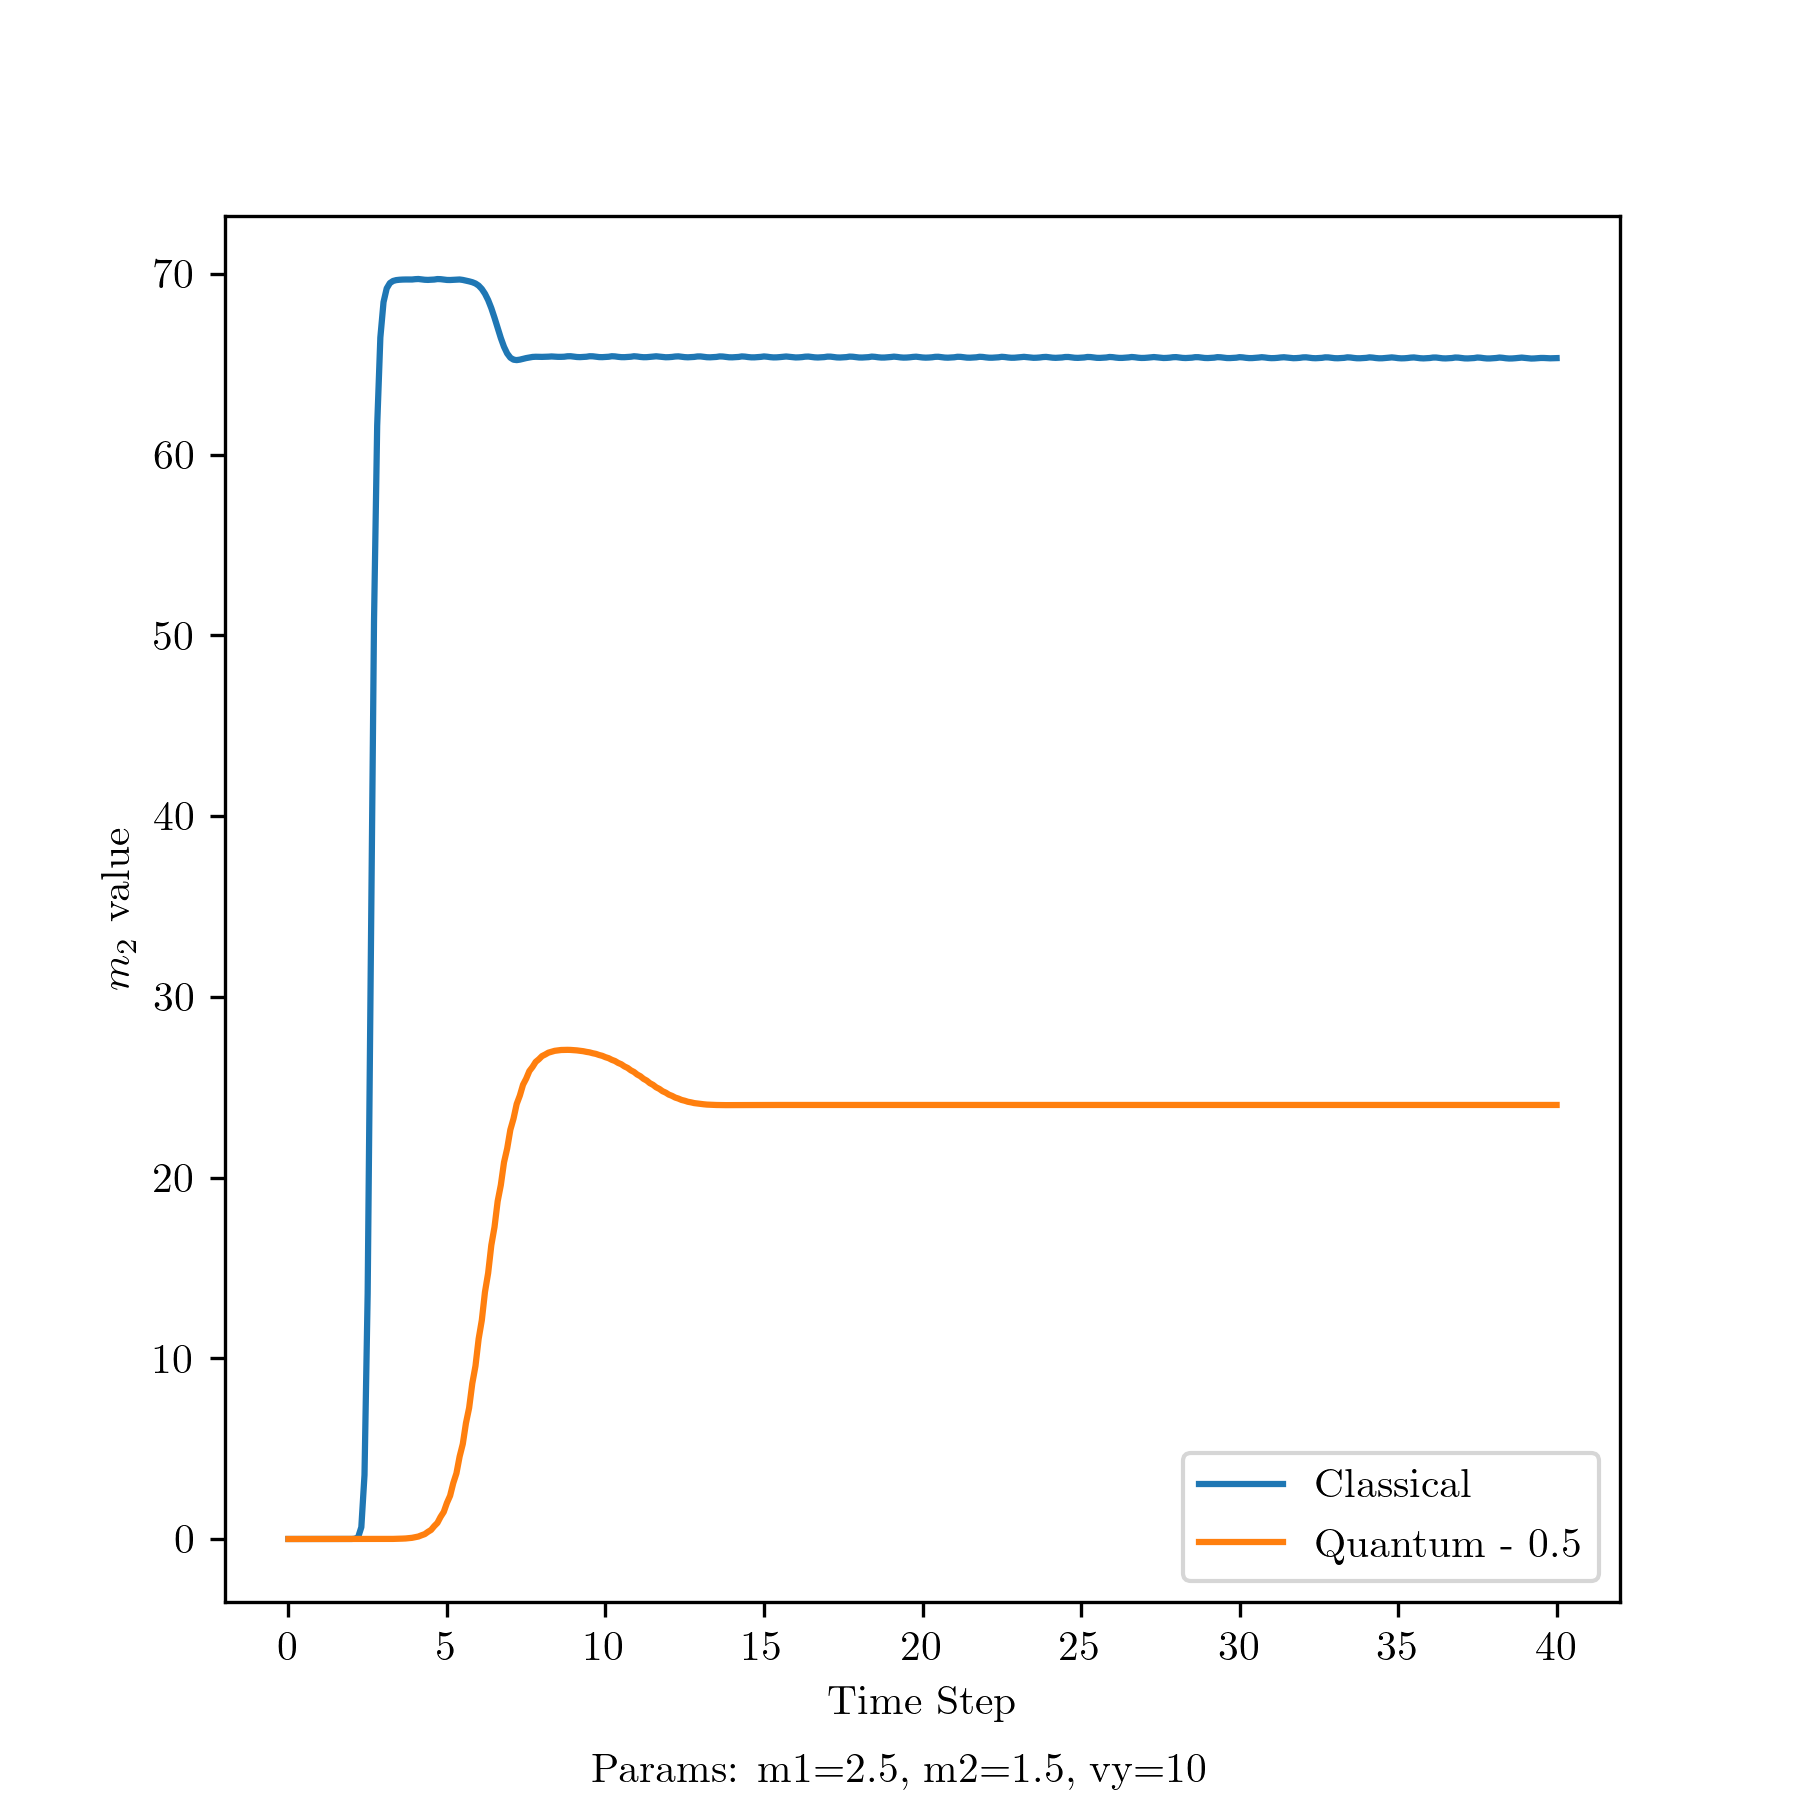 70
60
50
40
30
20
10
0
m₂ value
Classical
Quantum - 0.5
0 5 10 15 20 25 30 35 40
Time Step
Params: m1=2.5, m2=1.5, vy=10